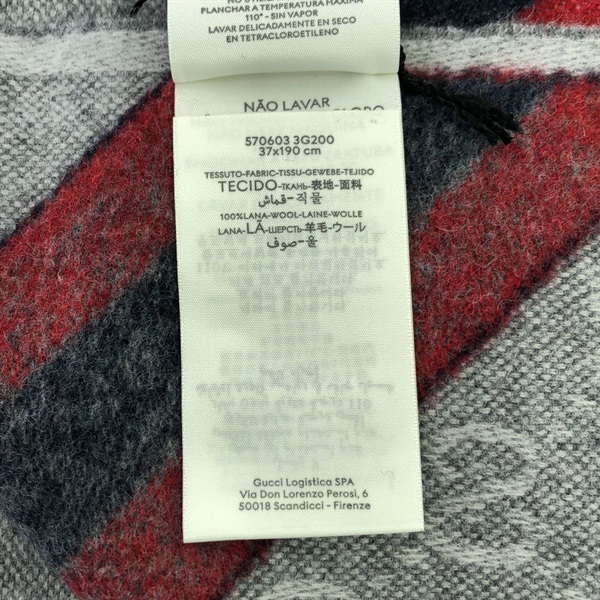 PLANCHAR A TEMPERATURA MÁXIMA
110° - SIN VAPOR
LAVAR DELICADAMENTE EN SECO
EN TETRACLOROETILENO
NÃO LAVAR
570603 3G200
37x190 cm
TESSUTO-FABRIC-TISSU-GEWEBE-TEJIDO
TECIDO-ТКАНЬ-表地-面料
قماش-직물
100%LANA-WOOL-LAINE-WOLLE
LANA-LÃ-ШЕРСТЬ-羊毛-ウール
صوف-울
Gucci Logistica SPA
Via Don Lorenzo Perosi, 6
50018 Scandicci - Firenze